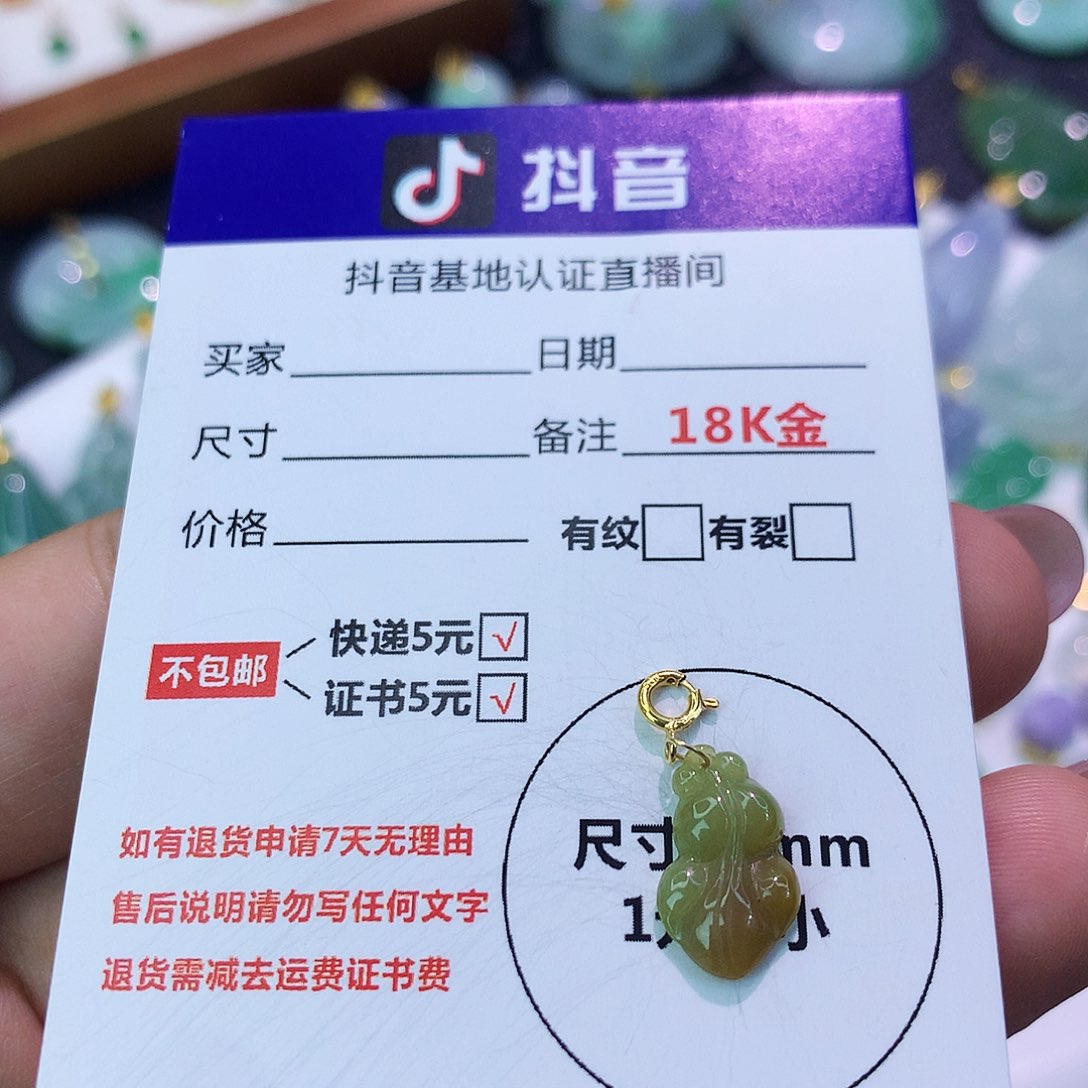 抖音
抖音基地认证直播间
买家 日期
尺寸 备注 18K金
价格 有纹 有裂
不包邮
快递5元 √
证书5元 √
如有退货申请7天无理由
售后说明请勿写任何文字
退货需减去运费证书费
尺寸 mm
1 小